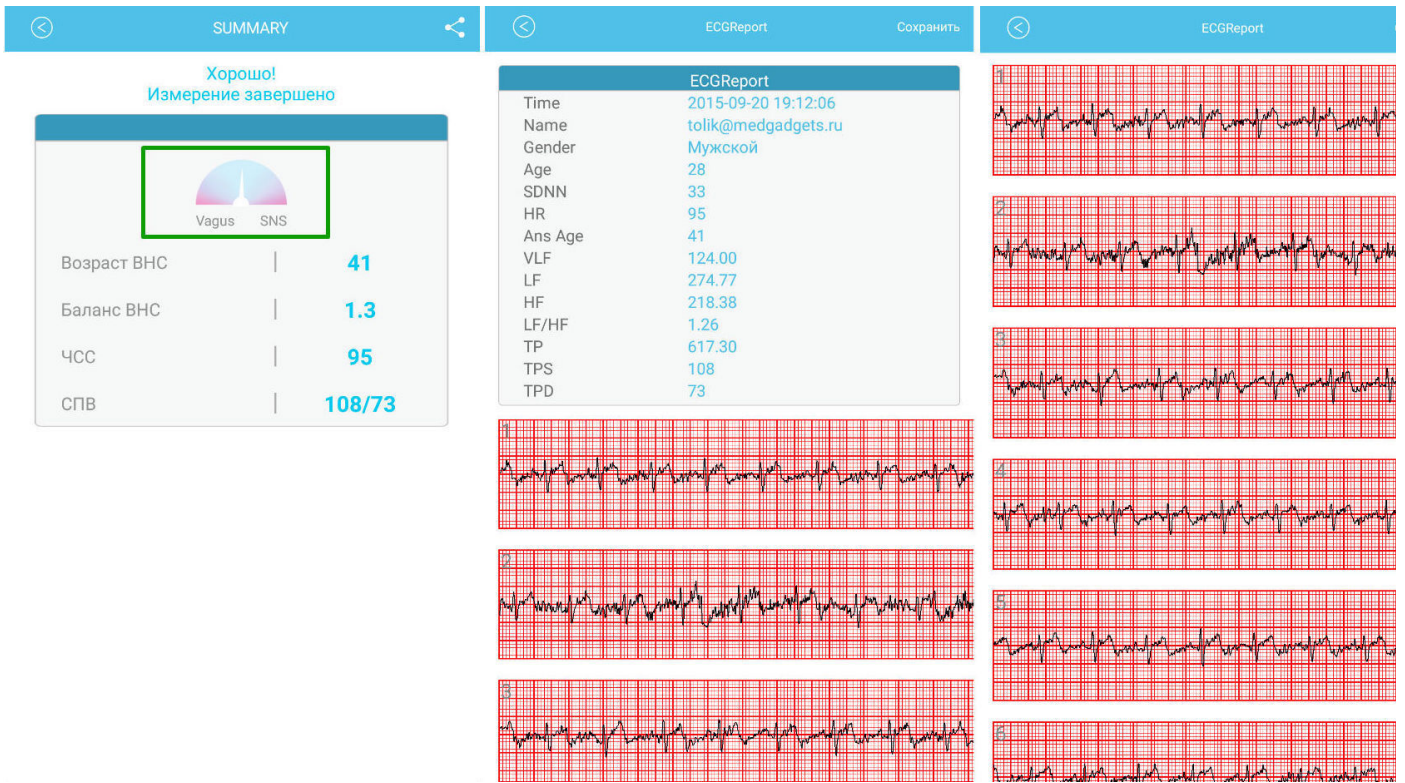 SUMMARY
Хорошо!
Измерение завершено
Vagus SNS
Возраст ВНС 41
Баланс ВНС 1.3
ЧСС 95
СПВ 108/73
ECGReport Сохранить
ECGReport
Time 2015-09-20 19:12:06
Name tolik@medgadgets.ru
Gender Мужской
Age 28
SDNN 33
HR 95
Ans Age 41
VLF 124.00
LF 274.77
HF 218.38
LF/HF 1.26
TP 617.30
TPS 108
TPD 73
1
2
3
ECGReport
1
2
3
4
5
6